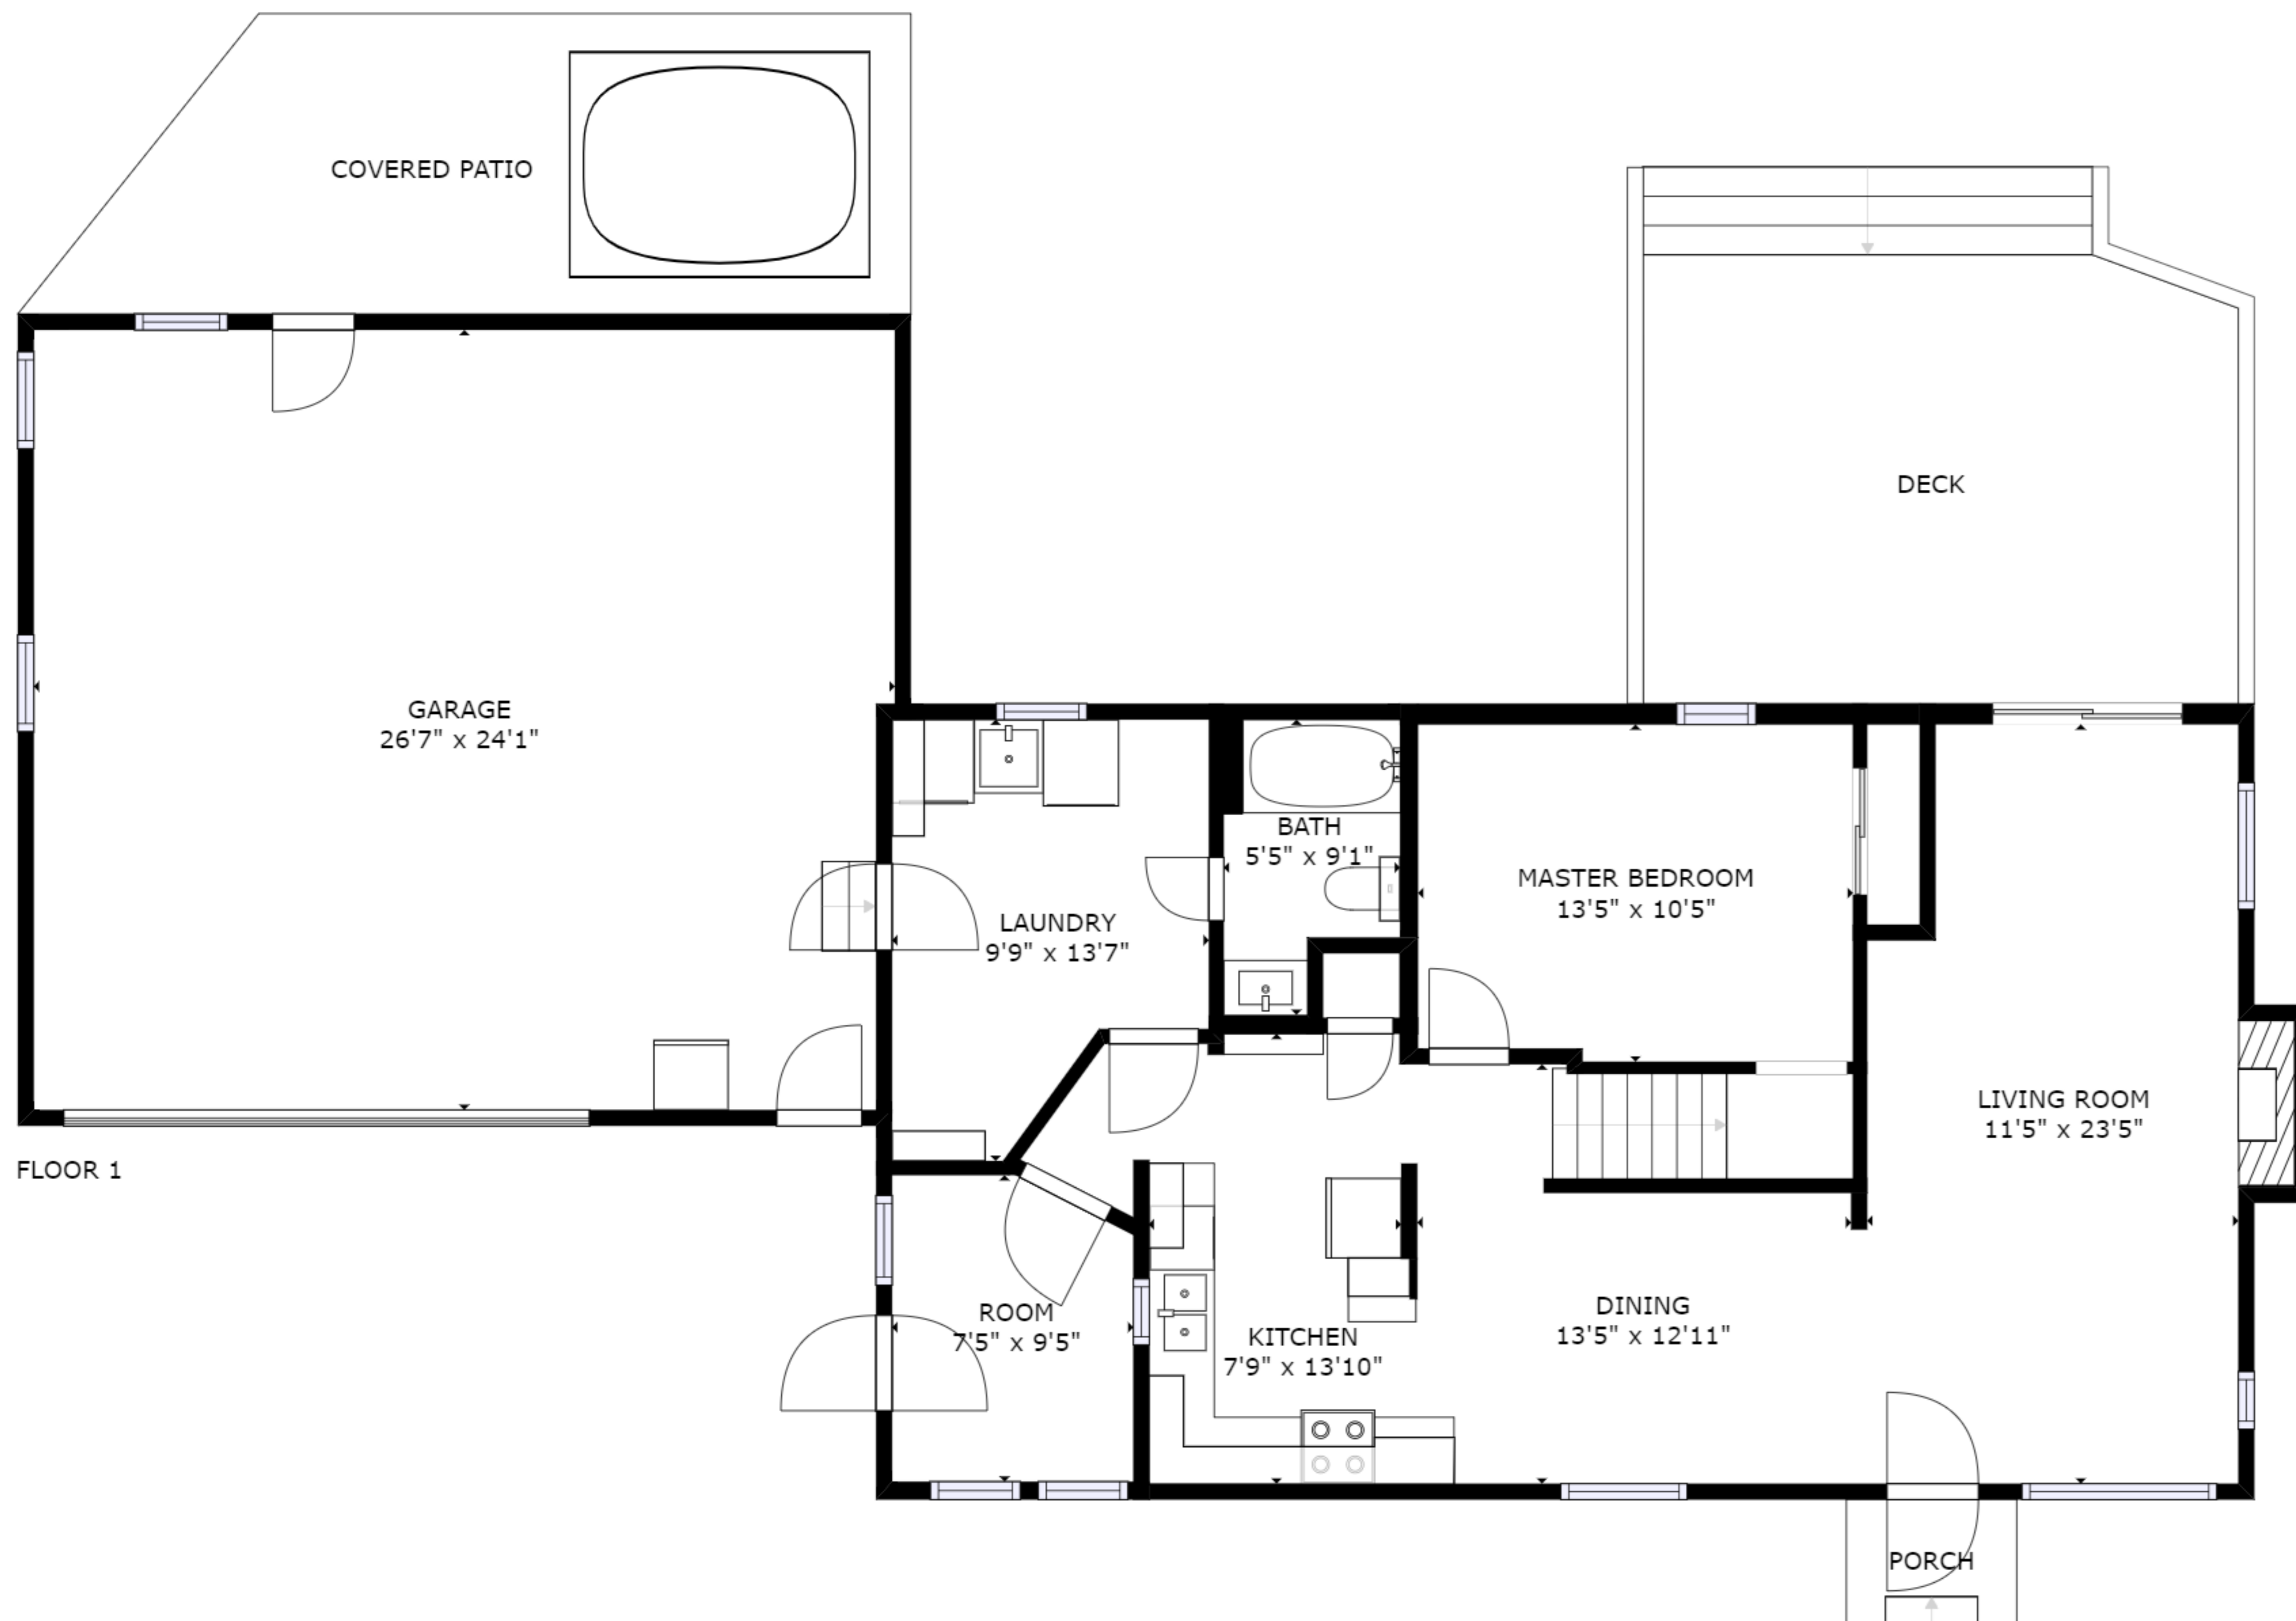 COVERED PATIO
DECK
GARAGE
26'7" x 24'1"
BATH
5'5" x 9'1"
MASTER BEDROOM
13'5" x 10'5"
LAUNDRY
9'9" x 13'7"
LIVING ROOM
11'5" x 23'5"
FLOOR 1
ROOM
7'5" x 9'5"
KITCHEN
7'9" x 13'10"
DINING
13'5" x 12'11"
PORCH